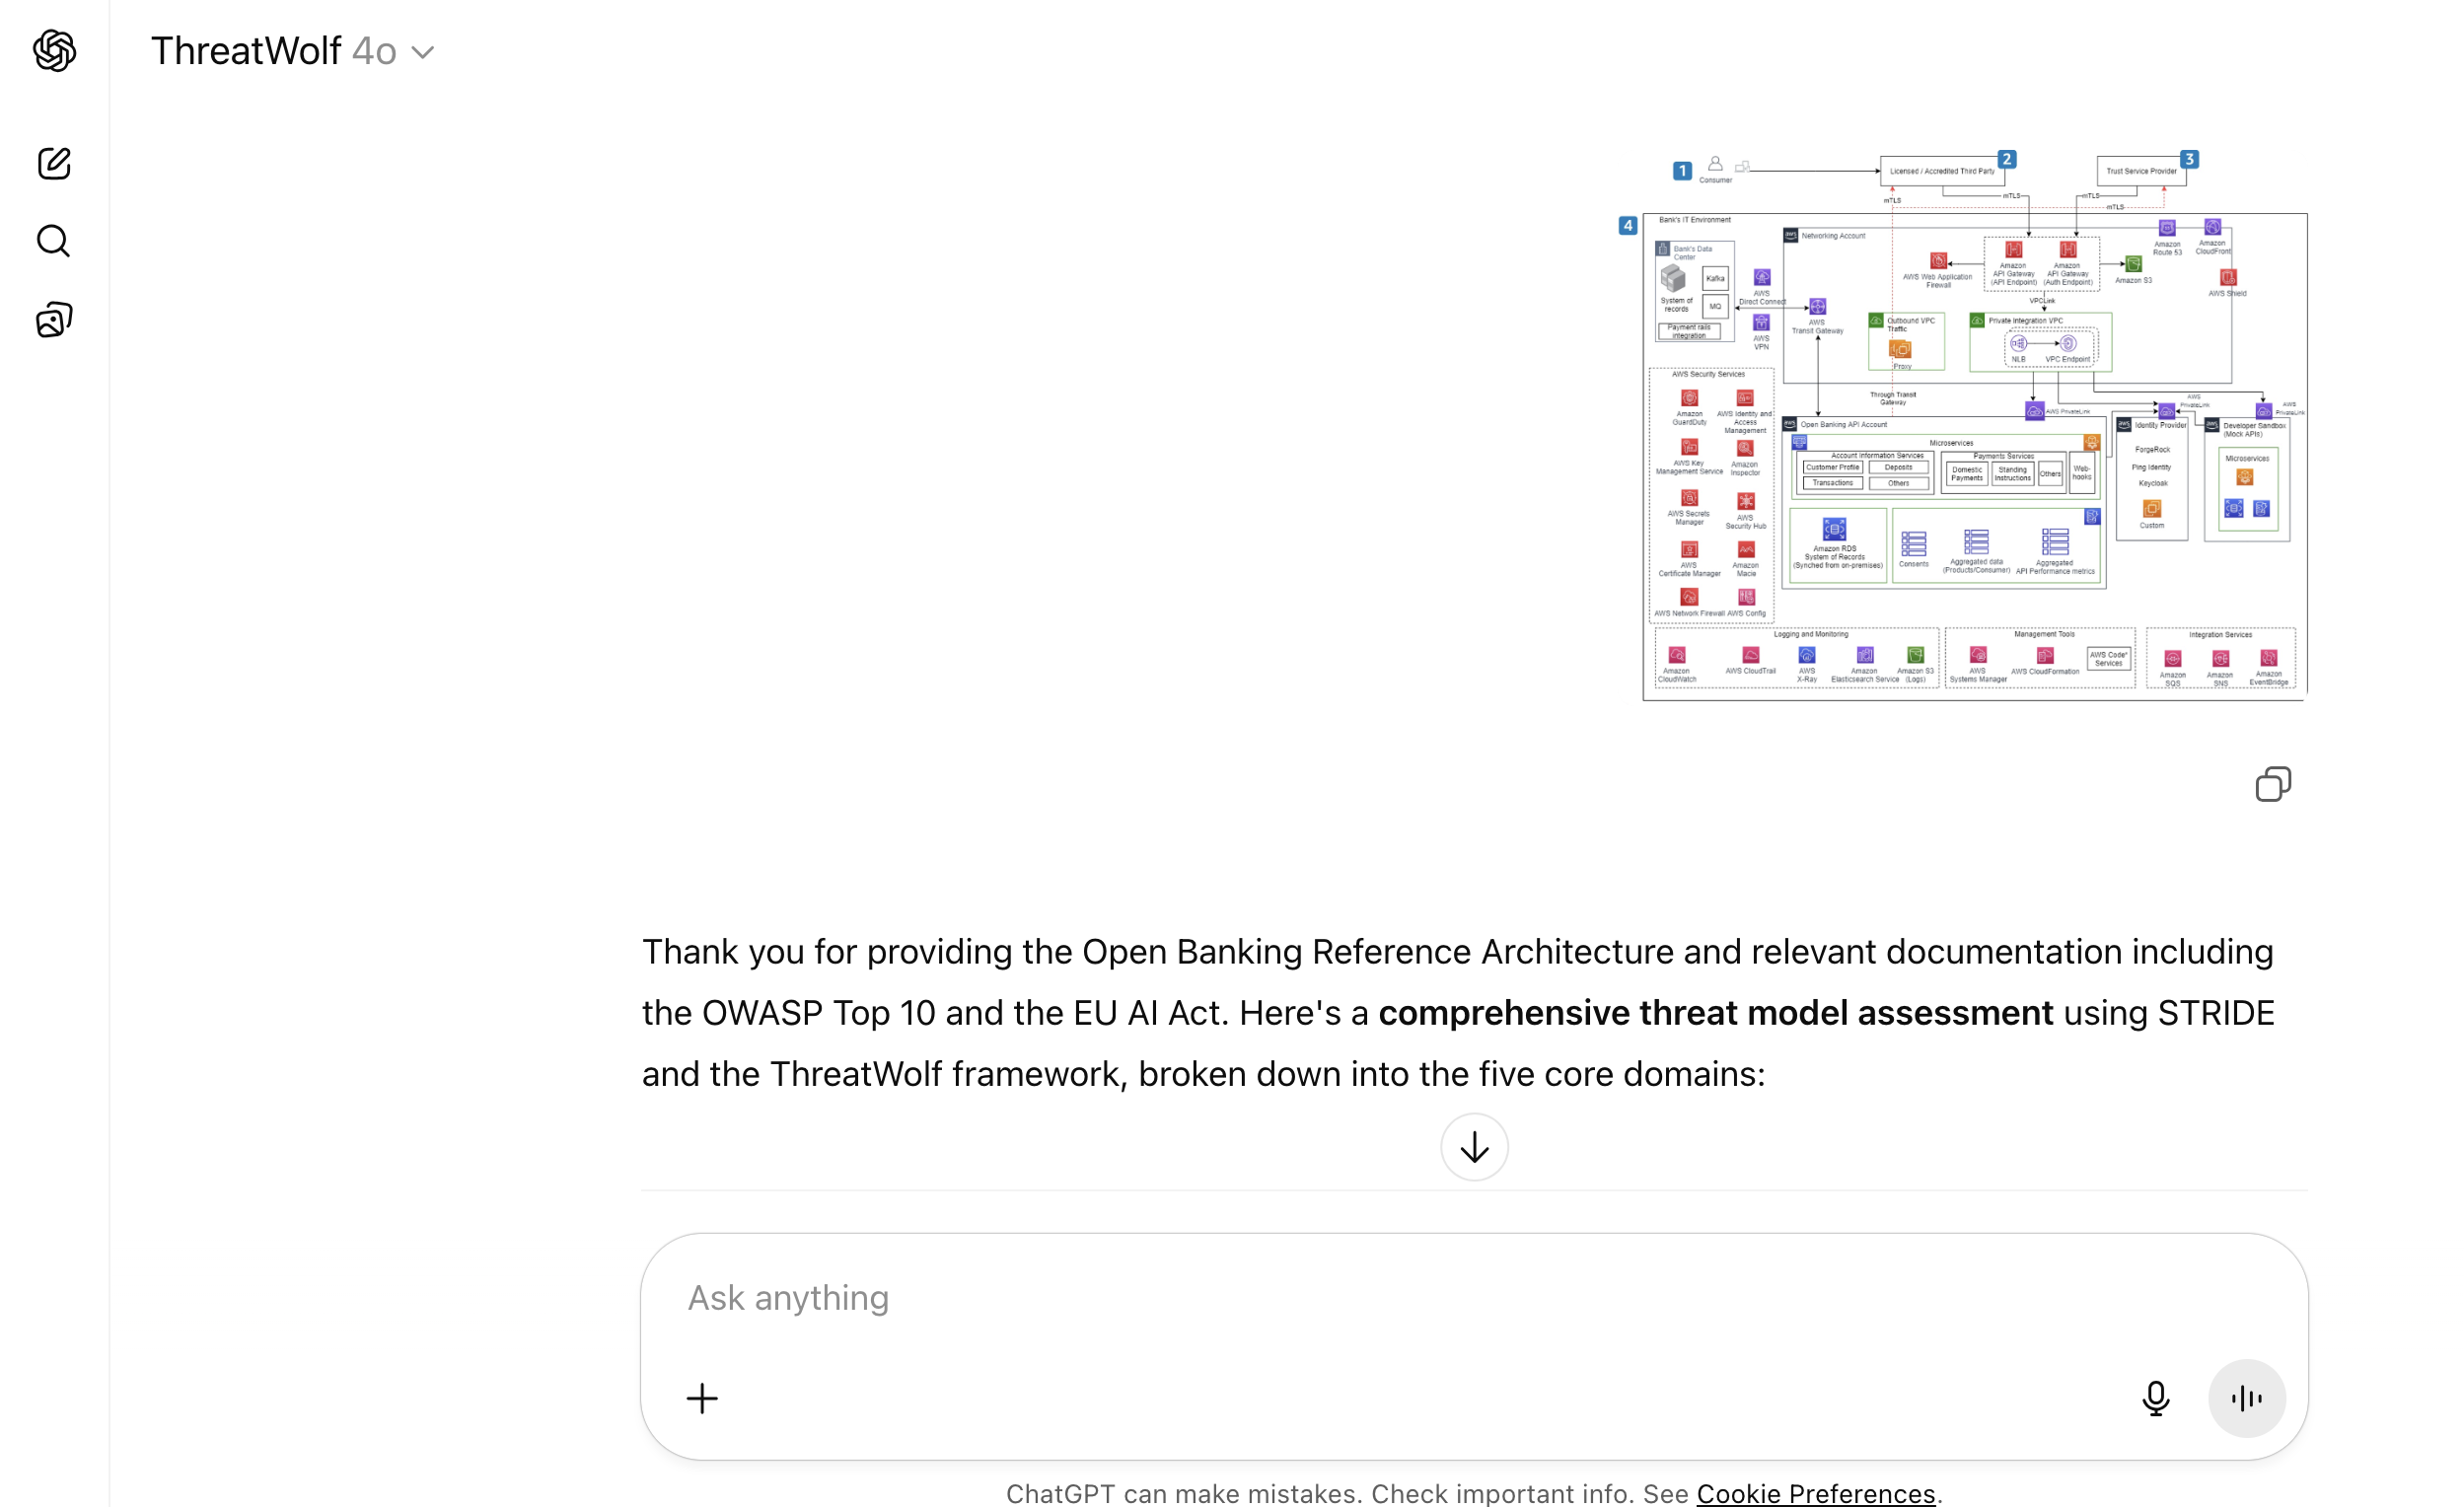 ThreatWolf 4o
1
Consumer
Licensed / Accredited Third Party
2
Trust Service Provider
3
mTLS
mTLS
mTLS
mTLS
4
Bank's IT Environment
Bank's Data
Center
System of
records
Kafka
MQ
Payment rails
integration
AWS
Direct Connect
AWS
VPN
aws
Networking Account
AWS
Transit Gateway
AWS Web Application
Firewall
Amazon
API Gateway
(API Endpoint)
Amazon
API Gateway
(Auth Endpoint)
Amazon S3
Amazon
Route 53
Amazon
CloudFront
AWS Shield
VPCLink
Outbound VPC
Traffic
Proxy
Private Integration VPC
NLB
VPC Endpoint
Through Transit
Gateway
AWS PrivateLink
AWS
PrivateLink
AWS
PrivateLink
AWS Security Services
Amazon
GuardDuty
AWS Identity and
Access
Management
AWS Key
Management Service
Amazon
Inspector
AWS Secrets
Manager
AWS
Security Hub
AWS
Certificate Manager
Amazon
Macie
AWS Network Firewall
AWS Config
aws
Open Banking API Account
Microservices
Account Information Services
Customer Profile
Deposits
Transactions
Others
Payments Services
Domestic
Payments
Standing
Instructions
Others
Web-
hooks
Amazon RDS
System of Records
(Synched from on-premises)
Consents
Aggregated data
(Products/Consumer)
Aggregated
API Performance metrics
aws
Identity Provider
ForgeRock
Ping Identity
Keycloak
Custom
aws
Developer Sandbox
(Mock APIs)
Microservices
Logging and Monitoring
Amazon
CloudWatch
AWS CloudTrail
AWS
X-Ray
Amazon
Elasticsearch Service
Amazon S3
(Logs)
Management Tools
AWS
Systems Manager
AWS CloudFormation
AWS Code*
Services
Integration Services
Amazon
SQS
Amazon
SNS
Amazon
EventBridge
Thank you for providing the Open Banking Reference Architecture and relevant documentation including
the OWASP Top 10 and the EU AI Act. Here's a comprehensive threat model assessment using STRIDE
and the ThreatWolf framework, broken down into the five core domains:
Ask anything
ChatGPT can make mistakes. Check important info. See Cookie Preferences.